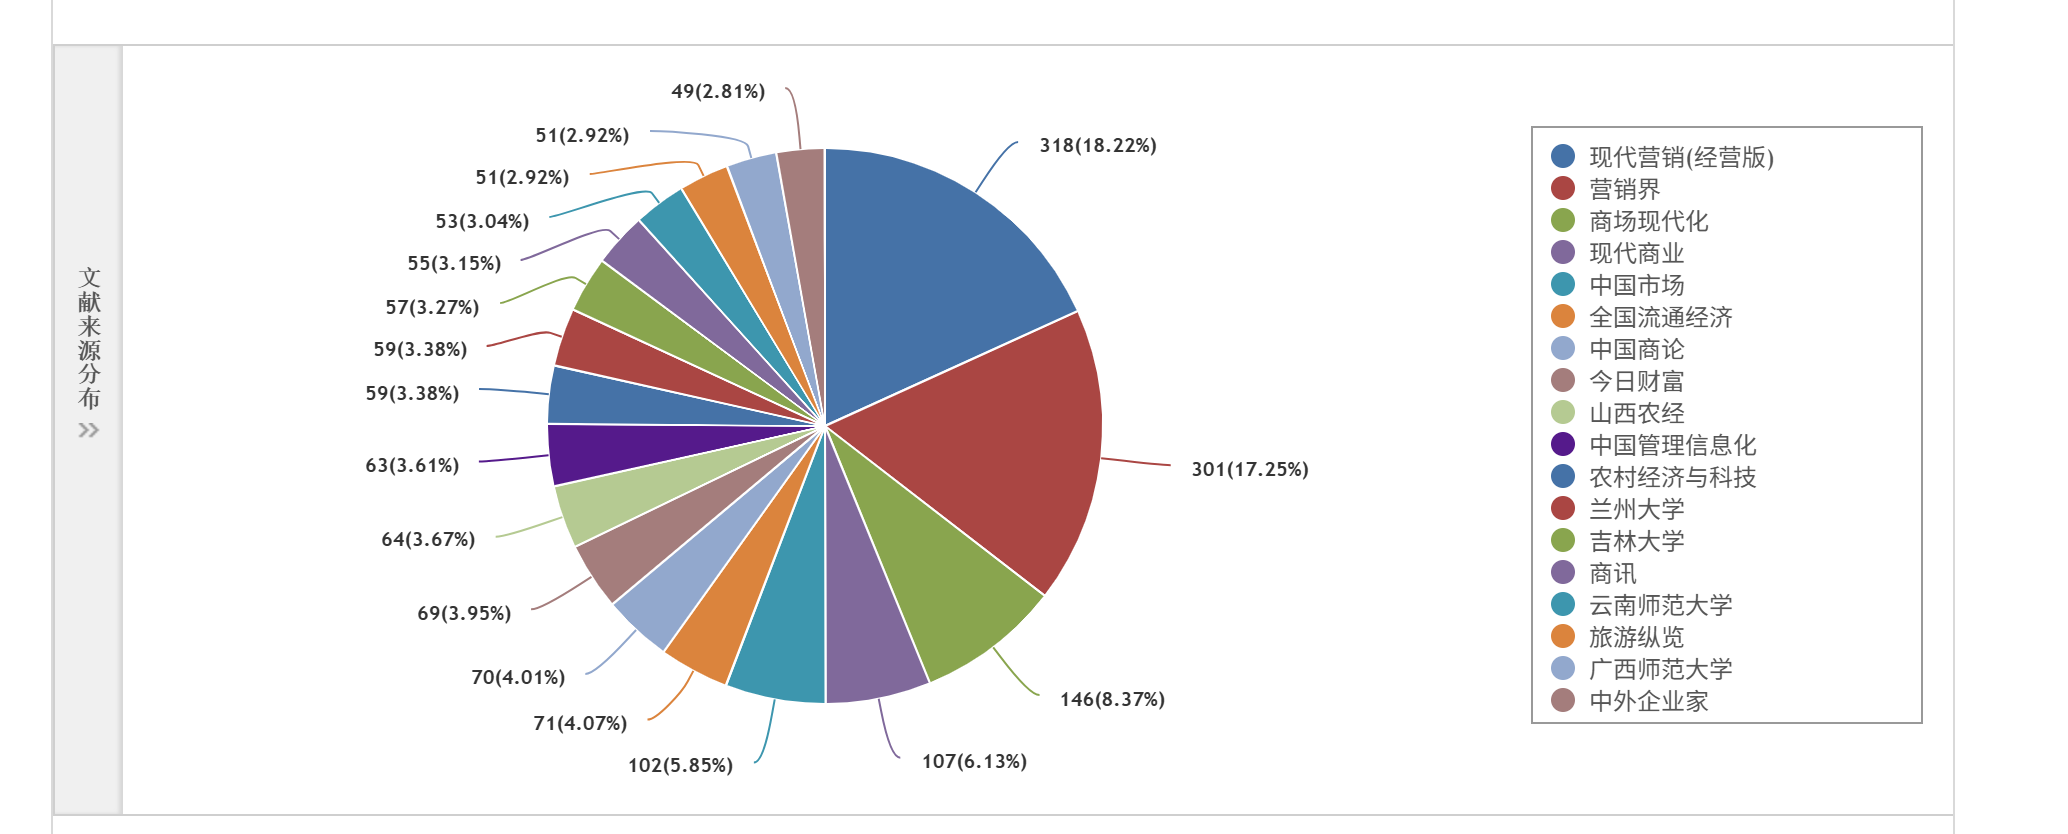 文献来源分布
49(2.81%)
51(2.92%)
51(2.92%)
53(3.04%)
55(3.15%)
57(3.27%)
59(3.38%)
59(3.38%)
63(3.61%)
64(3.67%)
69(3.95%)
70(4.01%)
71(4.07%)
102(5.85%)
318(18.22%)
301(17.25%)
146(8.37%)
107(6.13%)
现代营销(经营版)
营销界
商场现代化
现代商业
中国市场
全国流通经济
中国商论
今日财富
山西农经
中国管理信息化
农村经济与科技
兰州大学
吉林大学
商讯
云南师范大学
旅游纵览
广西师范大学
中外企业家